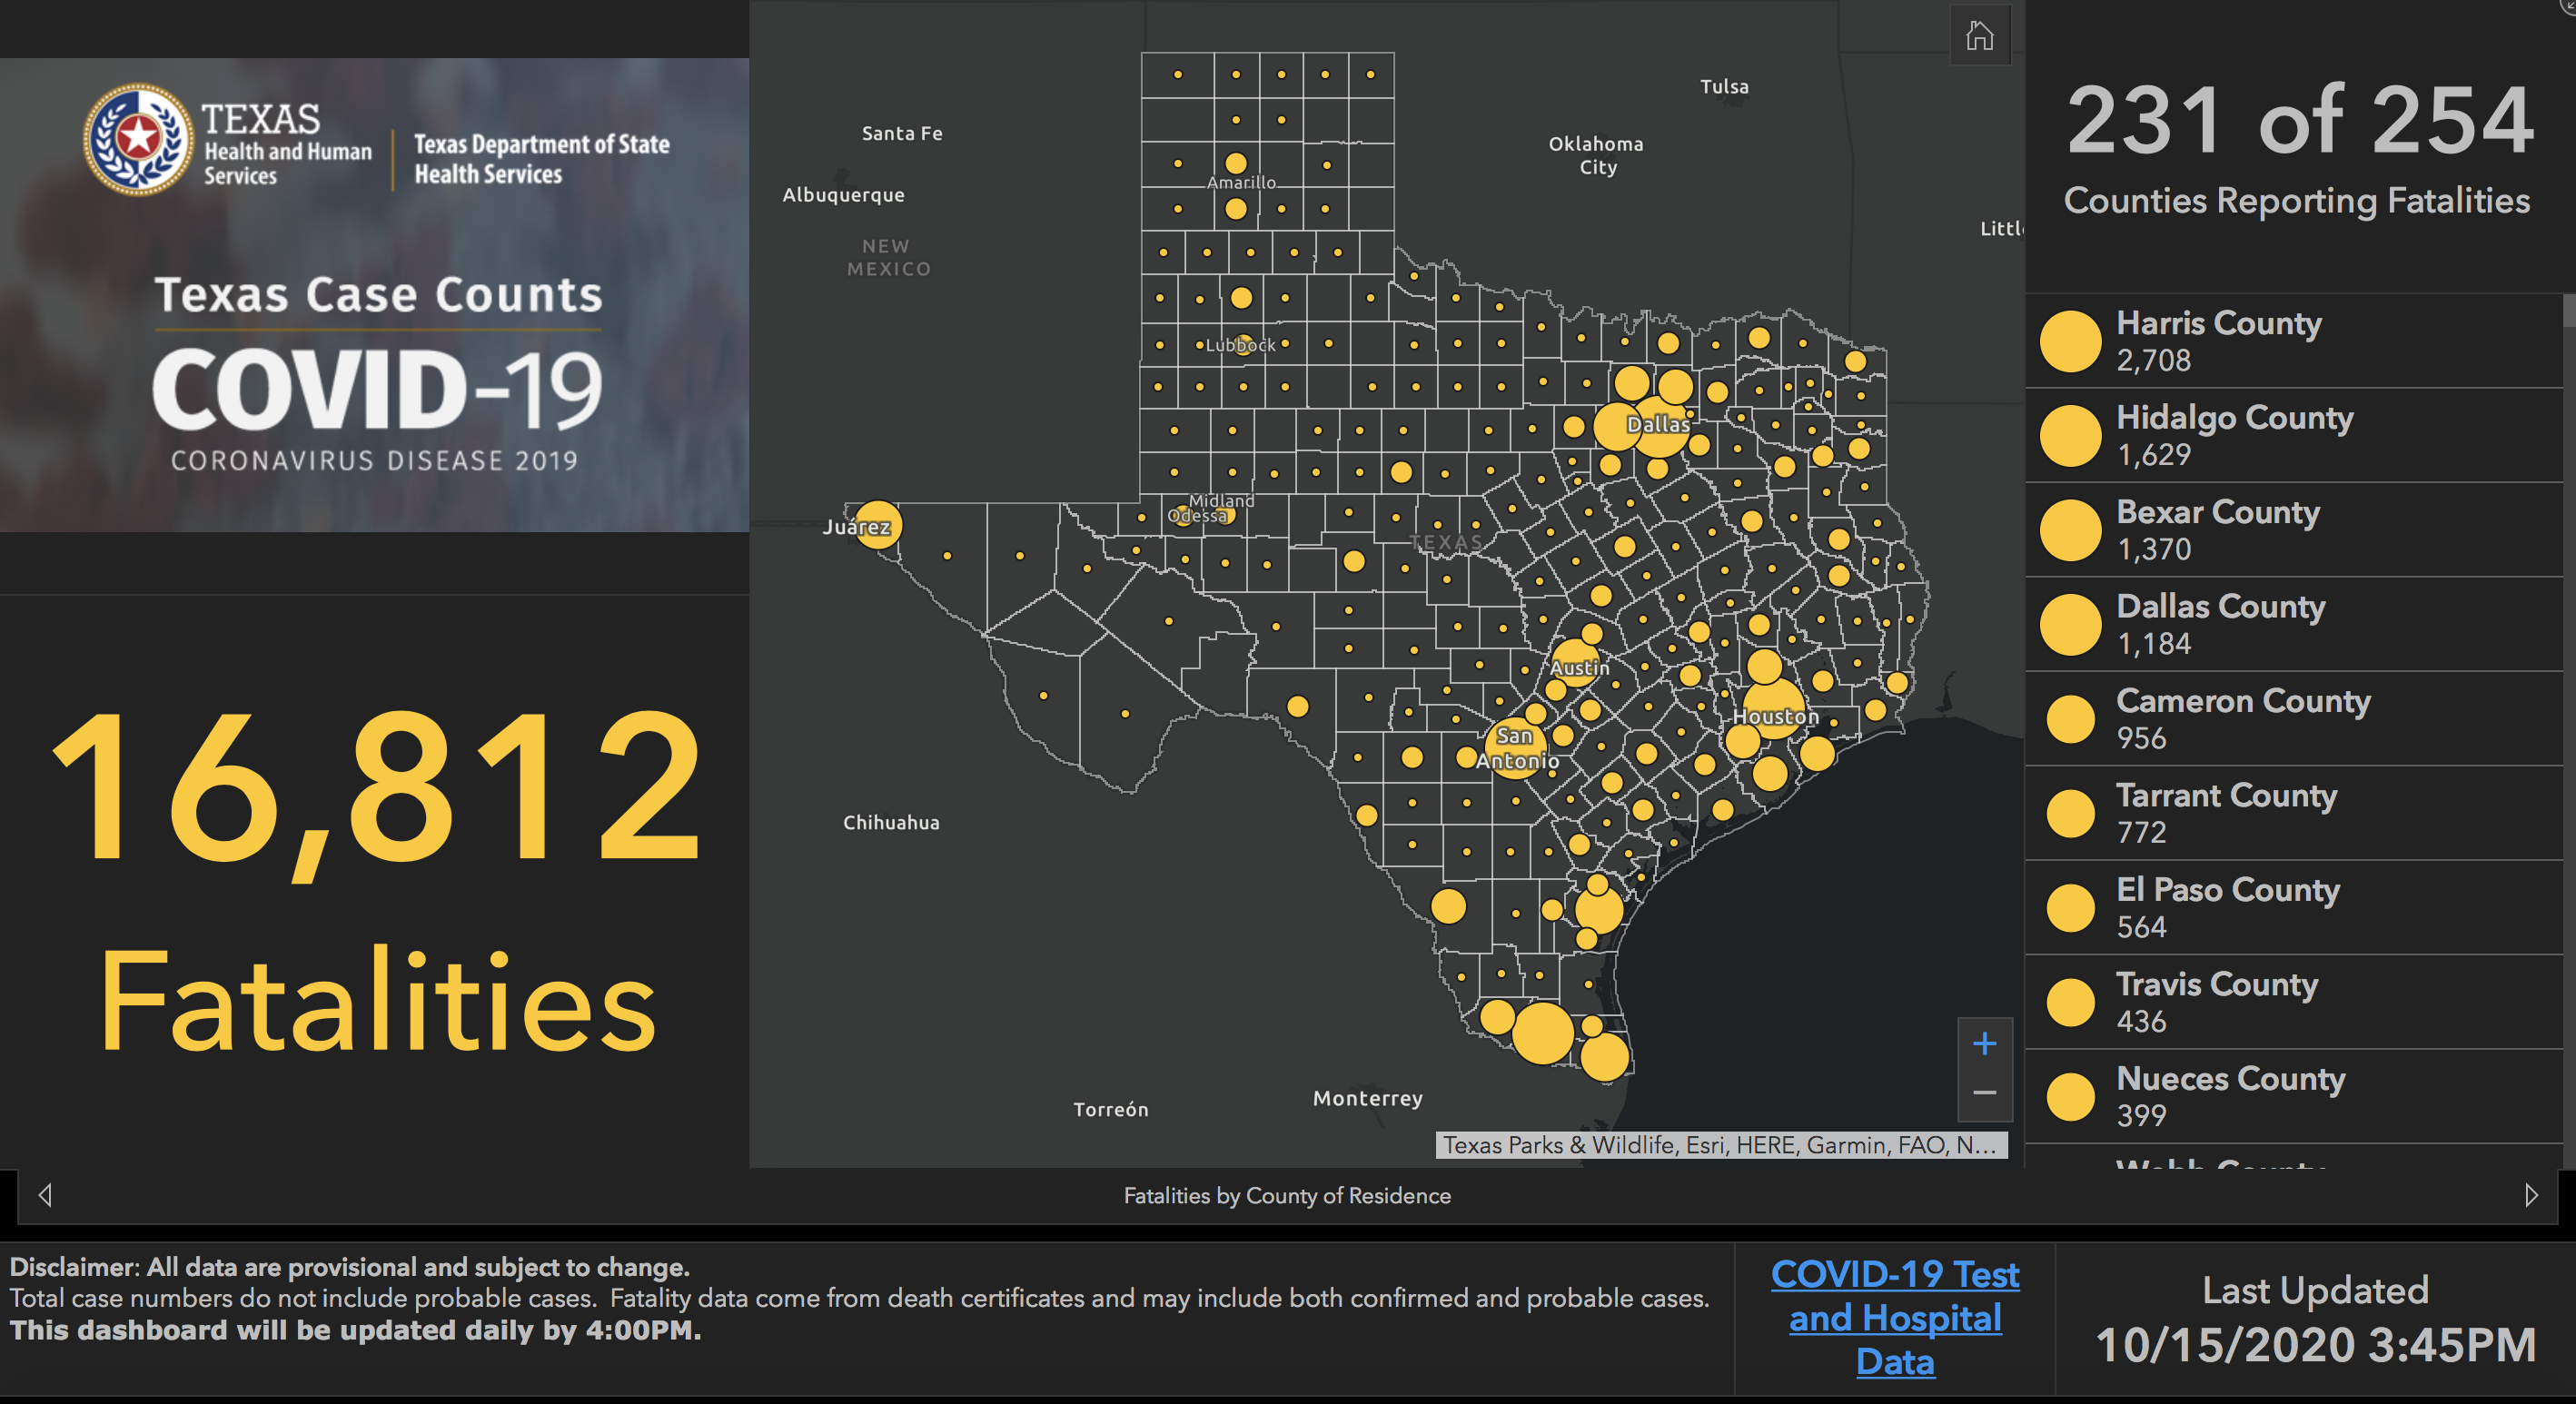 TEXAS
Health and Human
Services
Texas Department of State
Health Services
Texas Case Counts
COVID-19
CORONAVIRUS DISEASE 2019
16,812
Fatalities
Tulsa
Santa Fe
Oklahoma
City
Amarillo
Albuquerque
Littl
NEW
MEXICO
Lubbock
Dallas
Midland
Odessa
Juárez
TEXAS
Austin
Houston
San
Antonio
Chihuahua
Monterrey
Torreón
+
−
Texas Parks & Wildlife, Esri, HERE, Garmin, FAO, N...
231 of 254
Counties Reporting Fatalities
Harris County
2,708
Hidalgo County
1,629
Bexar County
1,370
Dallas County
1,184
Cameron County
956
Tarrant County
772
El Paso County
564
Travis County
436
Nueces County
399
Webb County
Fatalities by County of Residence
Disclaimer: All data are provisional and subject to change.
Total case numbers do not include probable cases. Fatality data come from death certificates and may include both confirmed and probable cases.
This dashboard will be updated daily by 4:00PM.
COVID-19 Test
and Hospital
Data
Last Updated
10/15/2020 3:45PM